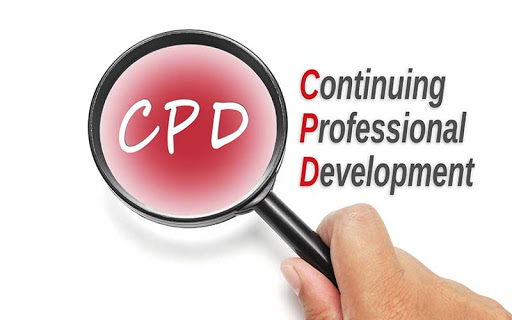 CPD
Continuing
Professional
Development